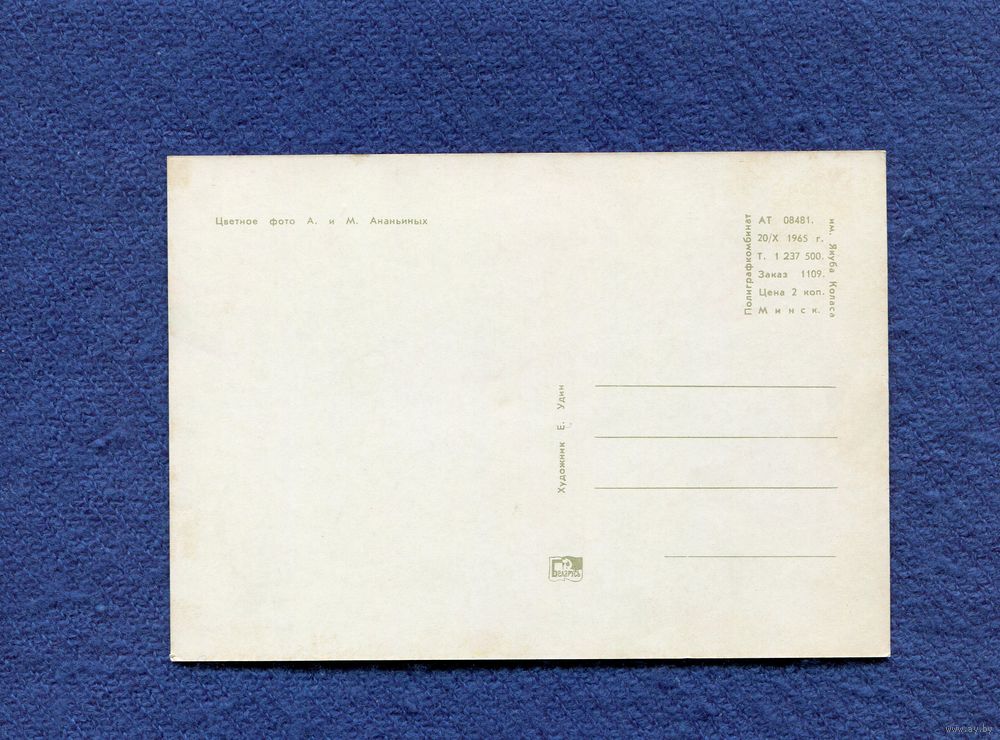 Цветное фото А. и М. Ананьиных
Полиграфкомбинат
АТ 08481.
20/X 1965 г.
Т. 1 237 500.
Заказ 1109.
Цена 2 коп.
Минск.
им. Якуба Коласа
Художник Е. Удин
Беларусь
www.ay.by